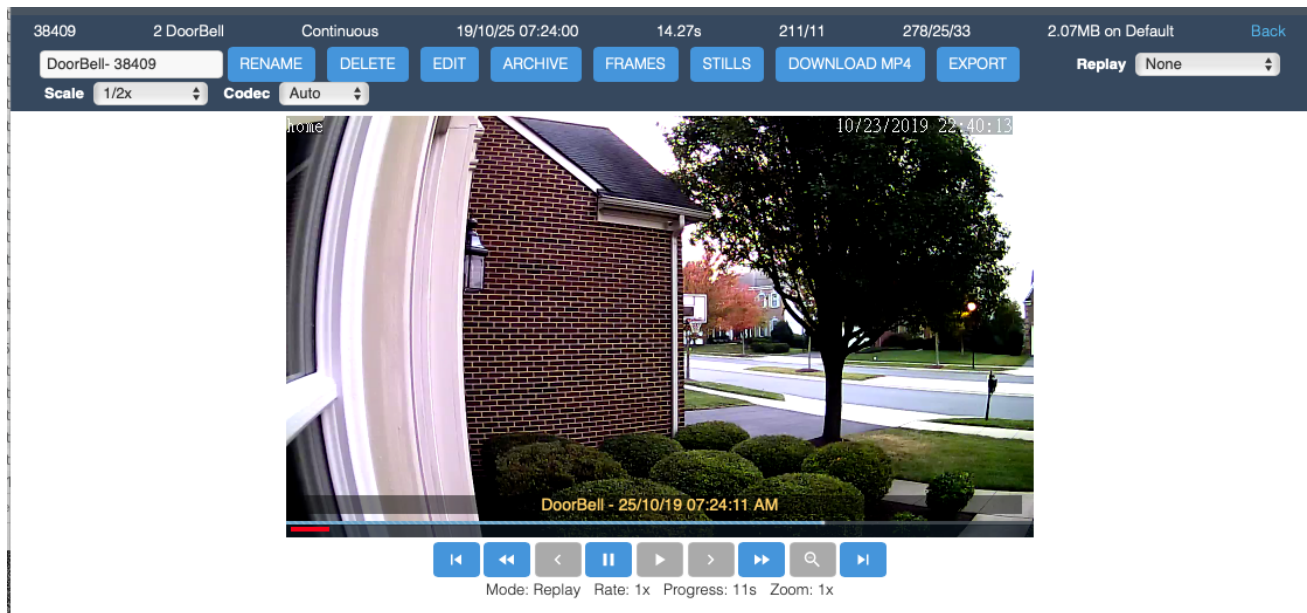 38409 2 DoorBell Continuous 19/10/25 07:24:00 14.27s 211/11 278/25/33 2.07MB on Default Back
DoorBell- 38409 RENAME DELETE EDIT ARCHIVE FRAMES STILLS DOWNLOAD MP4 EXPORT Replay None
Scale 1/2x Codec Auto
home 10/23/2019 22:40:13
DoorBell - 25/10/19 07:24:11 AM
Mode: Replay Rate: 1x Progress: 11s Zoom: 1x